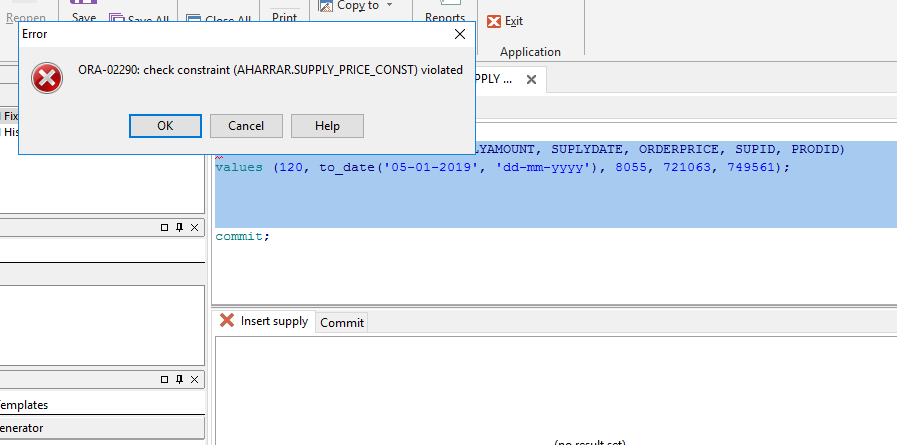 Reopen
Save
Save All
Close All
Print
Copy to
Reports
Exit
Application
Error
ORA-02290: check constraint (AHARRAR.SUPPLY_PRICE_CONST) violated
OK
Cancel
Help
PPLY ...
Fix
His
LYAMOUNT, SUPLYDATE, ORDERPRICE, SUPID, PRODID)
values (120, to_date('05-01-2019', 'dd-mm-yyyy'), 8055, 721063, 749561);
commit;
Insert supply
Commit
emplates
enerator
(no result set)